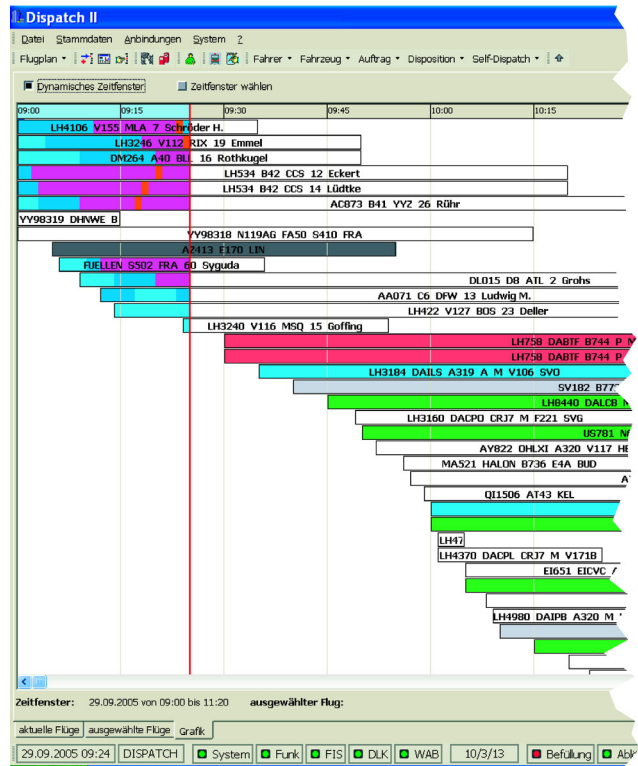 Dispatch II
Datei Stammdaten Anbindungen System ?
Flugplan Fahrer Fahrzeug Auftrag Disposition Self-Dispatch
Dynamisches Zeitfenster Zeitfenster wählen
09:00 09:15 09:30 09:45 10:00 10:15
LH4106 V155 MLA 7 Schröder H.
LH3246 V112 RIX 19 Emmel
DM264 A40 BLL 16 Rothkugel
LH534 B42 CCS 12 Eckert
LH534 B42 CCS 14 Lüdtke
AC873 B41 YYZ 26 Rühr
YY98319 DHNWE B
YY98318 N119AG FA50 S410 FRA
AZ413 E170 LIN
FUELLEN S502 FRA 60 Syguda
DL015 D8 ATL 2 Grohs
AA071 C6 DFW 13 Ludwig M.
LH422 V127 BOS 23 Deller
LH3240 V116 MSQ 15 Goffing
LH758 DABTF B744 P M
LH758 DABTF B744 P
LH3184 DAILS A319 A M V106 SVO
SV182 B77
LH8440 DALCB
LH3160 DACPO CRJ7 M F221 SVG
US781
AY822 OHLXI A320 V117
MA521 HALON B736 E4A BUD
QI1506 AT43 KEL
LH47
LH4370 DACPL CRJ7 M V171B
EI651 EICVC
LH4980 DAIPB A320 M
Zeitfenster: 29.09.2005 von 09:00 bis 11:20 ausgewählter Flug:
aktuelle Flüge ausgewählte Flüge Grafik
29.09.2005 09:24 DISPATCH System Funk FIS DLK WAB 10/3/13 Befüllung